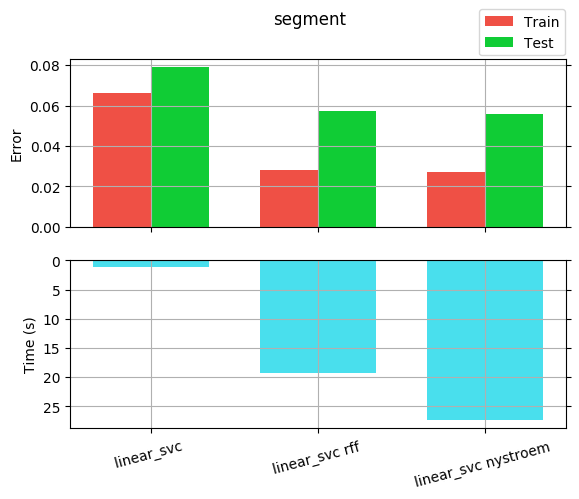 segment
Train
Test
0.08
0.06
0.04
0.02
0.00
Error
0
5
10
15
20
25
Time (s)
linear_svc
linear_svc rff
linear_svc nystroem